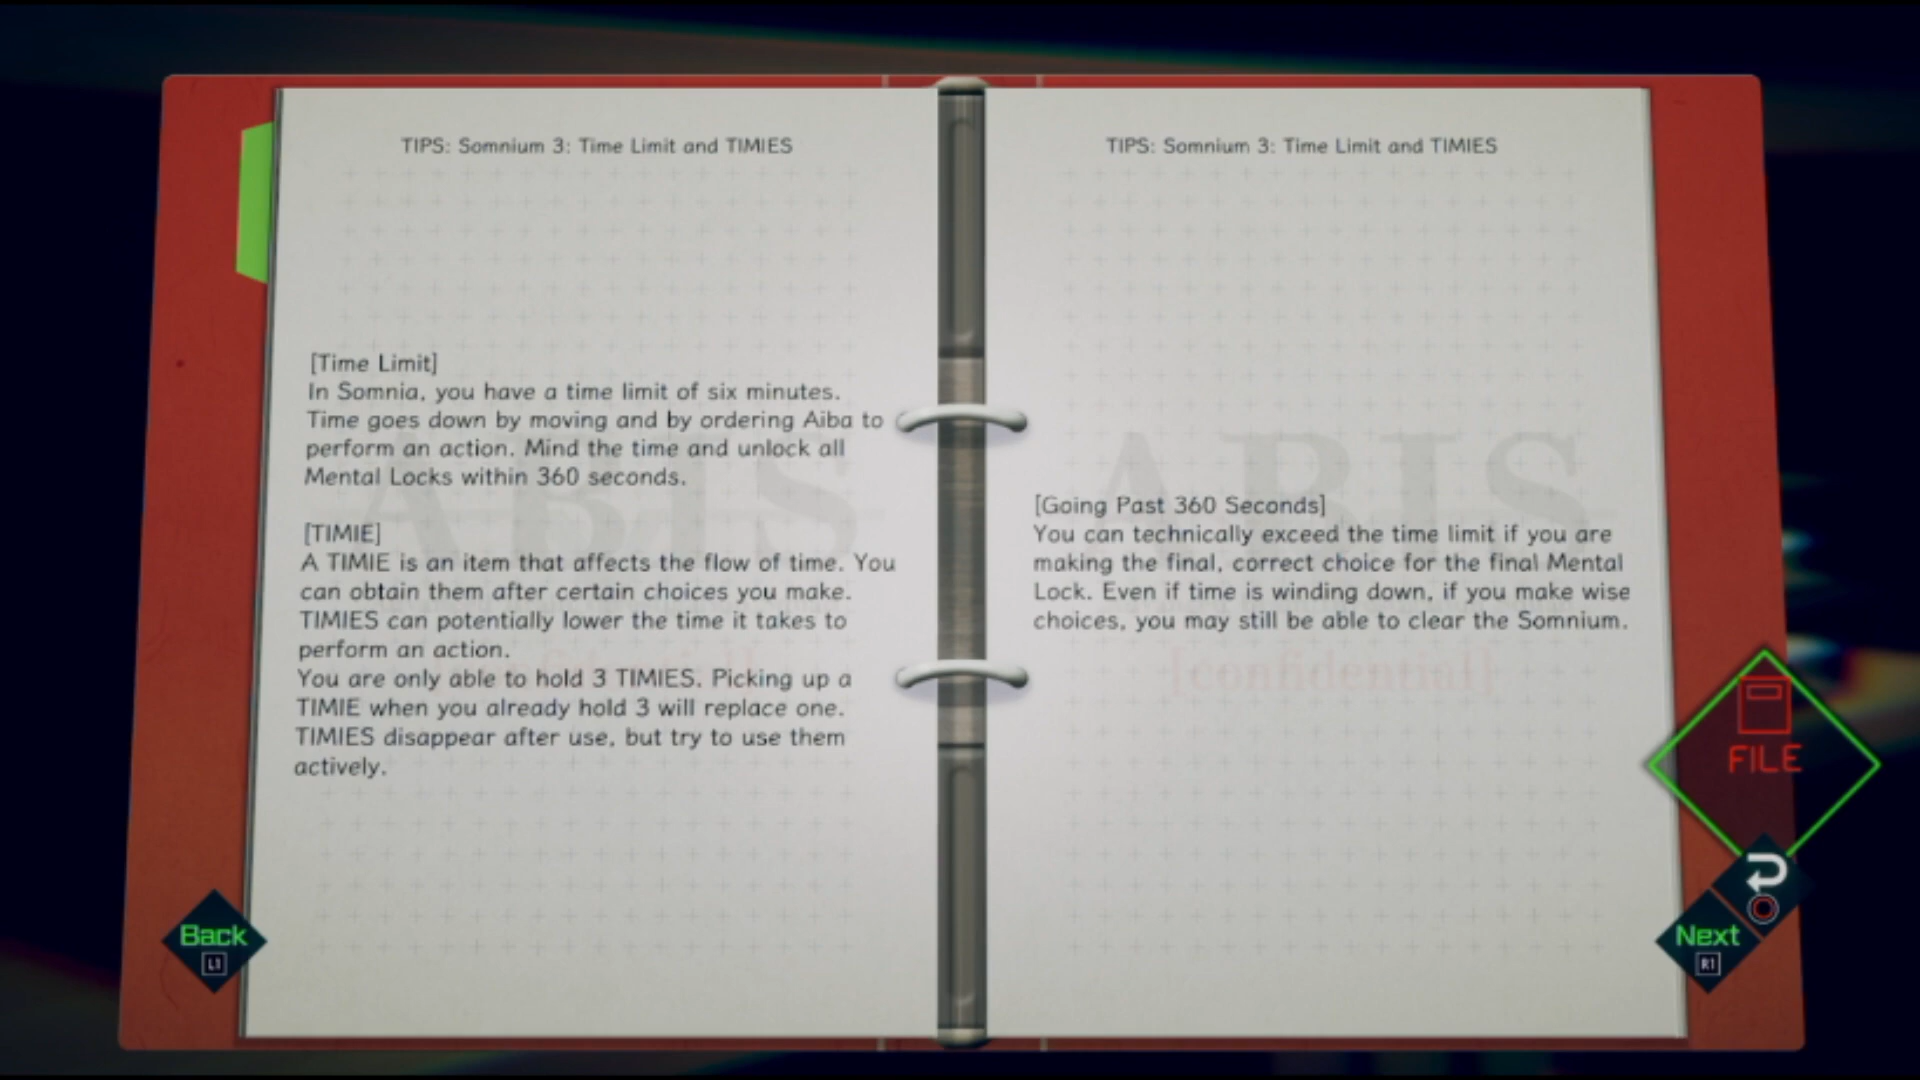 TIPS: Somnium 3: Time Limit and TIMIES
[Time Limit]
In Somnia, you have a time limit of six minutes.
Time goes down by moving and by ordering Aiba to
perform an action. Mind the time and unlock all
Mental Locks within 360 seconds.
[TIMIE]
A TIMIE is an item that affects the flow of time. You
can obtain them after certain choices you make.
TIMIES can potentially lower the time it takes to
perform an action.
You are only able to hold 3 TIMIES. Picking up a
TIMIE when you already hold 3 will replace one.
TIMIES disappear after use, but try to use them
actively.
ABIS
TIPS: Somnium 3: Time Limit and TIMIES
[Going Past 360 Seconds]
You can technically exceed the time limit if you are
making the final, correct choice for the final Mental
Lock. Even if time is winding down, if you make wise
choices, you may still be able to clear the Somnium.
ABIS
[confidential]
FILE
Back
L1
Next
R1